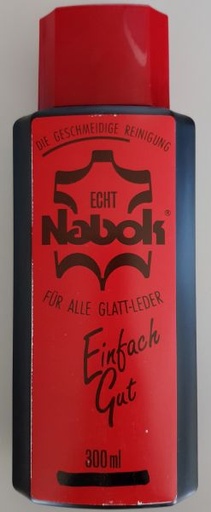 DIE GESCHMEIDIGE REINIGUNG
ECHT
Nabok®
FÜR ALLE GLATT-LEDER
Einfach
Gut
300 ml